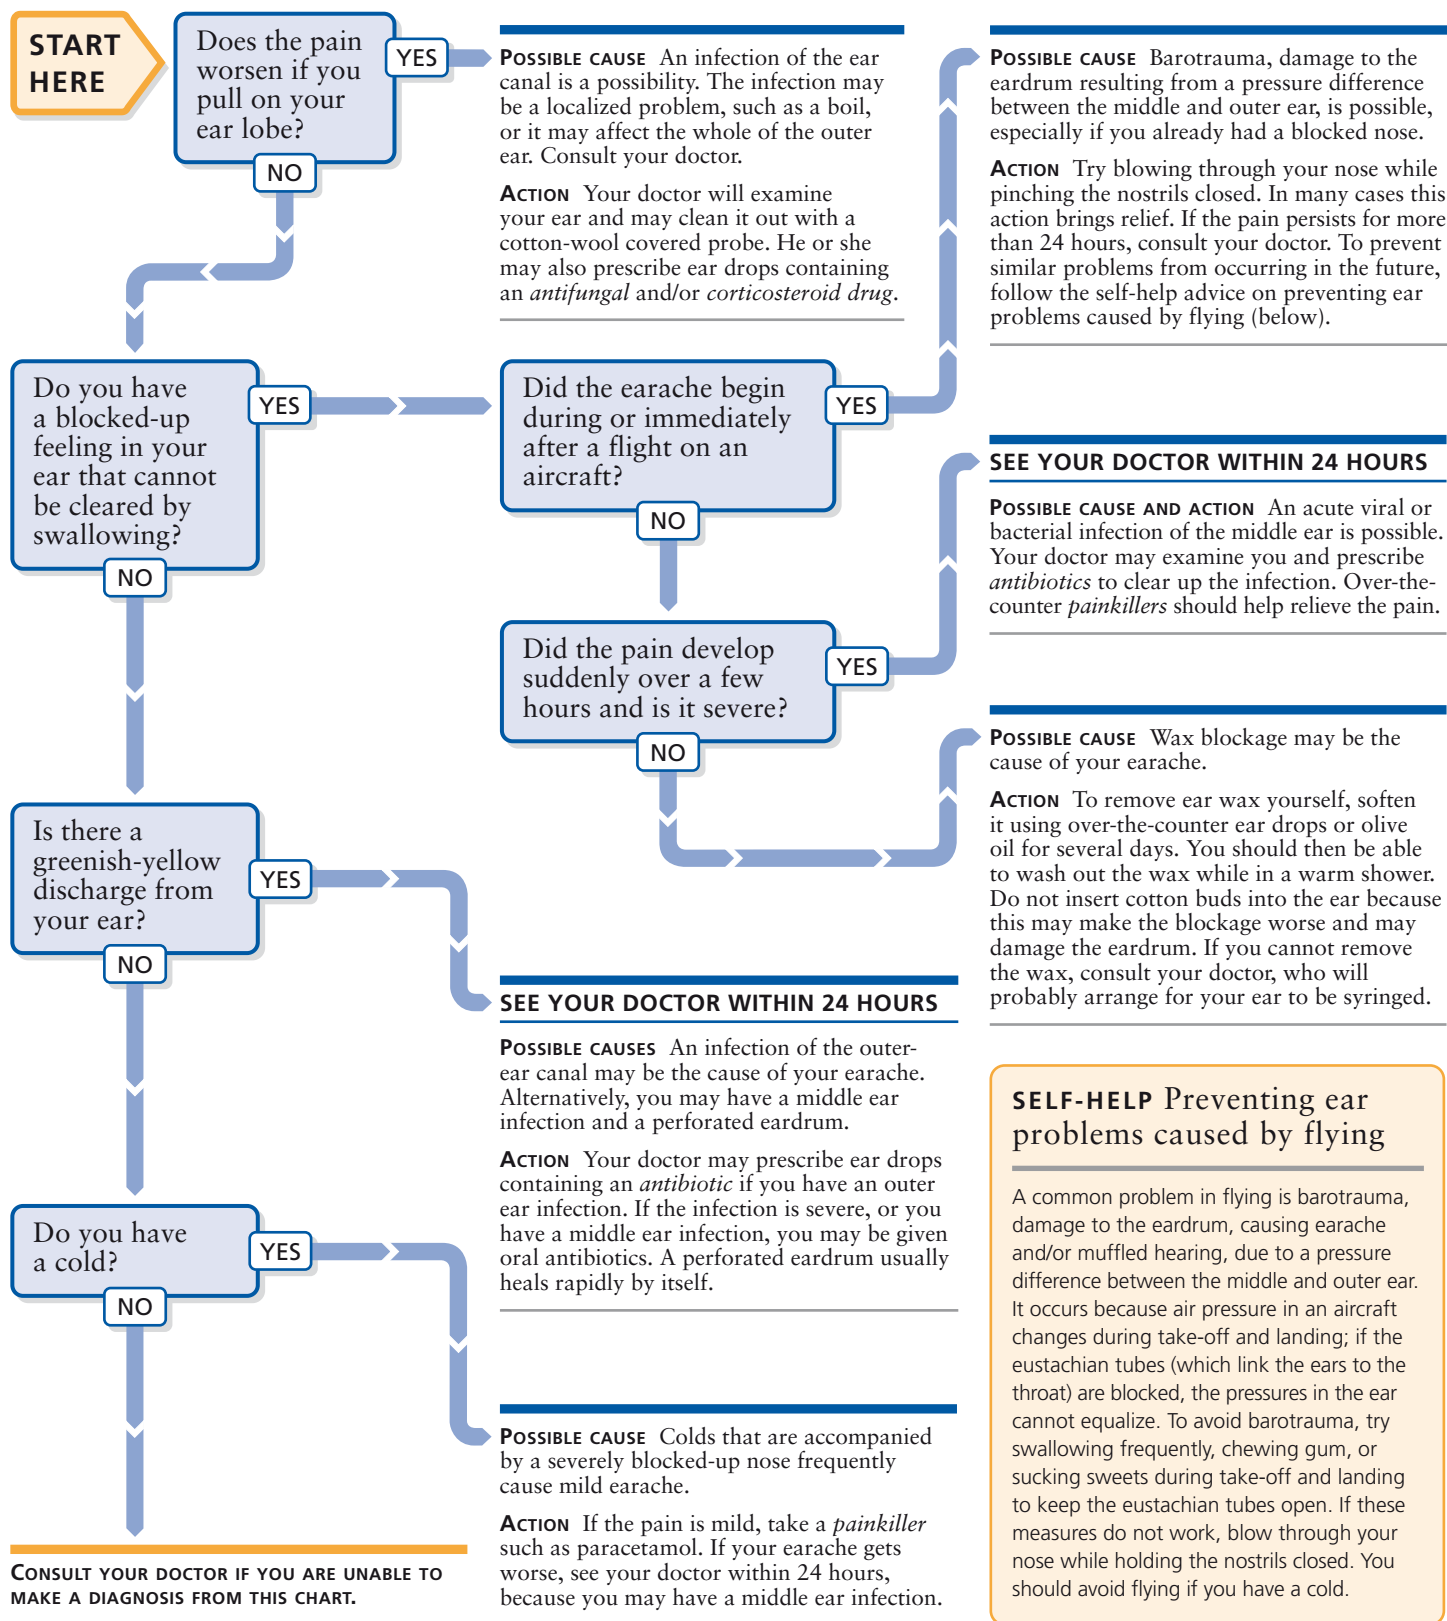 START
HERE
Does the pain
worsen if you
pull on your
ear lobe?
YES
NO
POSSIBLE CAUSE An infection of the ear
canal is a possibility. The infection may
be a localized problem, such as a boil,
or it may affect the whole of the outer
ear. Consult your doctor.
ACTION Your doctor will examine
your ear and may clean it out with a
cotton-wool covered probe. He or she
may also prescribe ear drops containing
an antifungal and/or corticosteroid drug.
Do you have
a blocked-up
feeling in your
ear that cannot
be cleared by
swallowing?
YES
NO
Did the earache begin
during or immediately
after a flight on an
aircraft?
YES
NO
POSSIBLE CAUSE Barotrauma, damage to the
eardrum resulting from a pressure difference
between the middle and outer ear, is possible,
especially if you already had a blocked nose.
ACTION Try blowing through your nose while
pinching the nostrils closed. In many cases this
action brings relief. If the pain persists for more
than 24 hours, consult your doctor. To prevent
similar problems from occurring in the future,
follow the self-help advice on preventing ear
problems caused by flying (below).
Did the pain develop
suddenly over a few
hours and is it severe?
YES
NO
SEE YOUR DOCTOR WITHIN 24 HOURS
POSSIBLE CAUSE AND ACTION An acute viral or
bacterial infection of the middle ear is possible.
Your doctor may examine you and prescribe
antibiotics to clear up the infection. Over-the-
counter painkillers should help relieve the pain.
POSSIBLE CAUSE Wax blockage may be the
cause of your earache.
ACTION To remove ear wax yourself, soften
it using over-the-counter ear drops or olive
oil for several days. You should then be able
to wash out the wax while in a warm shower.
Do not insert cotton buds into the ear because
this may make the blockage worse and may
damage the eardrum. If you cannot remove
the wax, consult your doctor, who will
probably arrange for your ear to be syringed.
Is there a
greenish-yellow
discharge from
your ear?
YES
NO
SEE YOUR DOCTOR WITHIN 24 HOURS
POSSIBLE CAUSES An infection of the outer-
ear canal may be the cause of your earache.
Alternatively, you may have a middle ear
infection and a perforated eardrum.
ACTION Your doctor may prescribe ear drops
containing an antibiotic if you have an outer
ear infection. If the infection is severe, or you
have a middle ear infection, you may be given
oral antibiotics. A perforated eardrum usually
heals rapidly by itself.
Do you have
a cold?
YES
NO
POSSIBLE CAUSE Colds that are accompanied
by a severely blocked-up nose frequently
cause mild earache.
ACTION If the pain is mild, take a painkiller
such as paracetamol. If your earache gets
worse, see your doctor within 24 hours,
because you may have a middle ear infection.
CONSULT YOUR DOCTOR IF YOU ARE UNABLE TO
MAKE A DIAGNOSIS FROM THIS CHART.
SELF-HELP Preventing ear
problems caused by flying
A common problem in flying is barotrauma,
damage to the eardrum, causing earache
and/or muffled hearing, due to a pressure
difference between the middle and outer ear.
It occurs because air pressure in an aircraft
changes during take-off and landing; if the
eustachian tubes (which link the ears to the
throat) are blocked, the pressures in the ear
cannot equalize. To avoid barotrauma, try
swallowing frequently, chewing gum, or
sucking sweets during take-off and landing
to keep the eustachian tubes open. If these
measures do not work, blow through your
nose while holding the nostrils closed. You
should avoid flying if you have a cold.